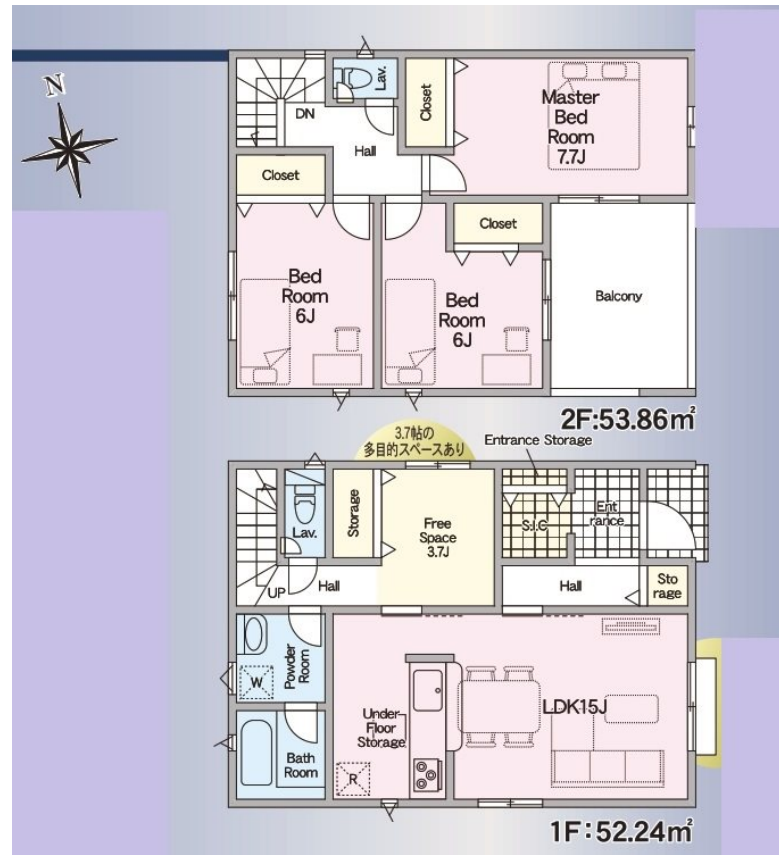 N
DN
Lav.
Hall
Closet
Master
Bed
Room
7.7J
Closet
Closet
Bed
Room
6J
Bed
Room
6J
Balcony
2F:53.86㎡
3.7帖の
多目的スペースあり
Entrance Storage
Lav.
Storage
Free
Space
3.7J
S.I.C
Ent
rance
UP
Hall
Hall
Sto
rage
W
Powder
Room
Under
Floor
Storage
LDK15J
Bath
Room
R
1F:52.24㎡